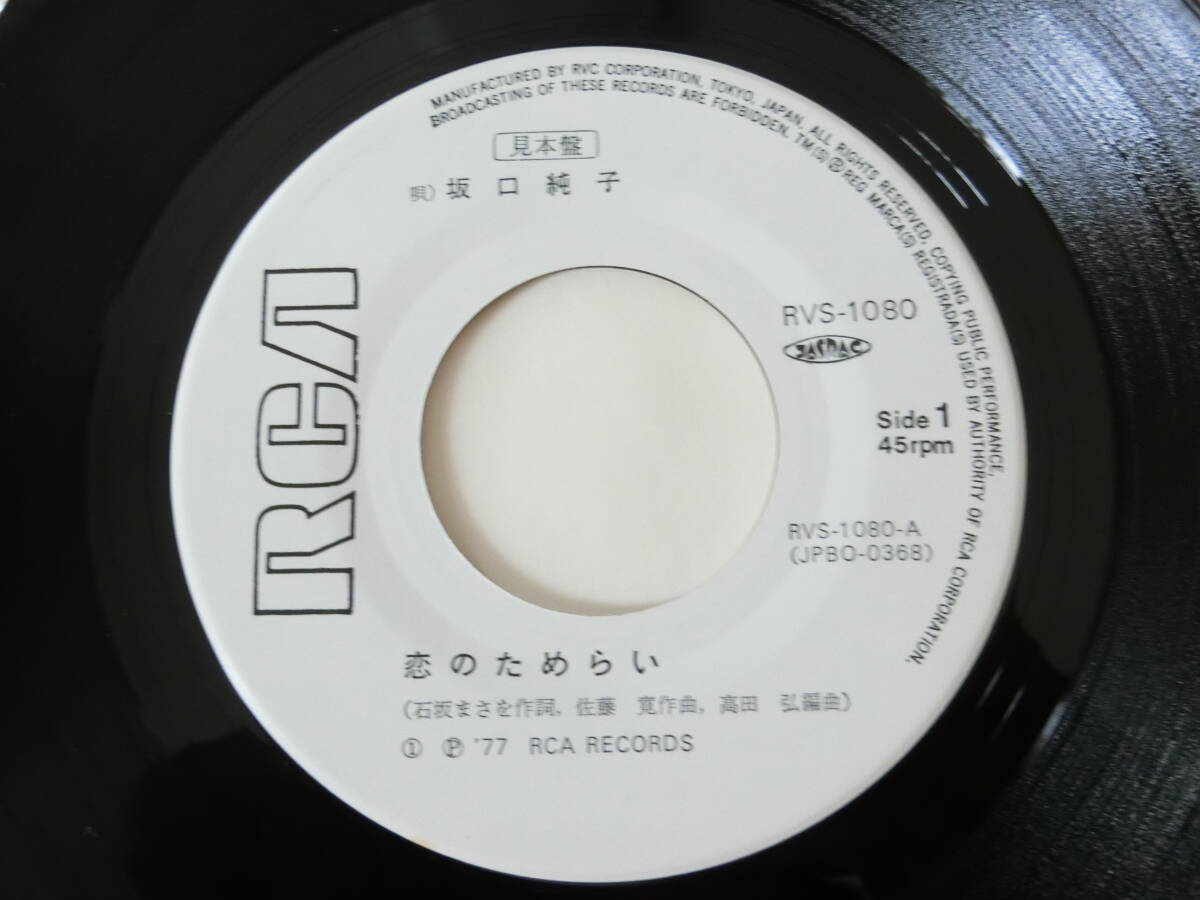 MANUFACTURED BY RVC CORPORATION, TOKYO, JAPAN, ALL RIGHTS RESERVED, COPYING PUBLIC PERFORMANCE,
BROADCASTING OF THESE RECORDS ARE FORBIDDEN, TM(S)®REG MARCA(S) REGISTRADA(S) USED BY AUTHORITY OF RCA CORPORATION.
見本盤
唄) 坂口純子
RCA
RVS-1080
JASRAC
Side 1
45rpm
RVS-1080-A
(JPBO-0368)
恋のためらい
(石坂まさを作詞, 佐藤 寛作曲, 高田 弘編曲)
① ℗ '77 RCA RECORDS